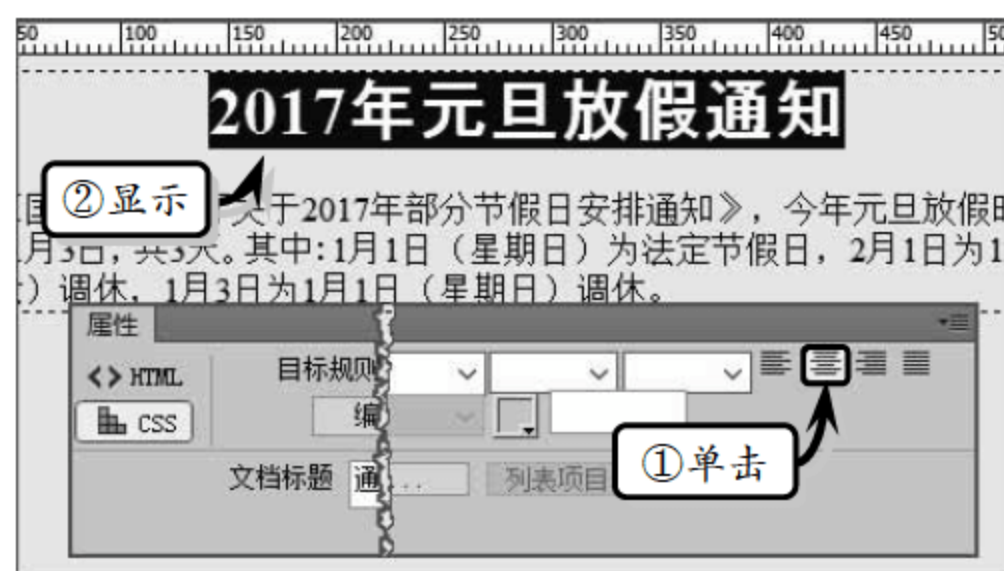 50 100 150 200 250 300 350 400 450 50
2017年元旦放假通知
②显示
关于2017年部分节假日安排通知》，今年元旦放假
月3日，共3天。其中：1月1日（星期日）为法定节假日，2月1日为1
）调休，1月3日为1月1日（星期日）调休。
属性
<> HTML
目标规则
CSS
编
①单击
文档标题
通...
列表项目